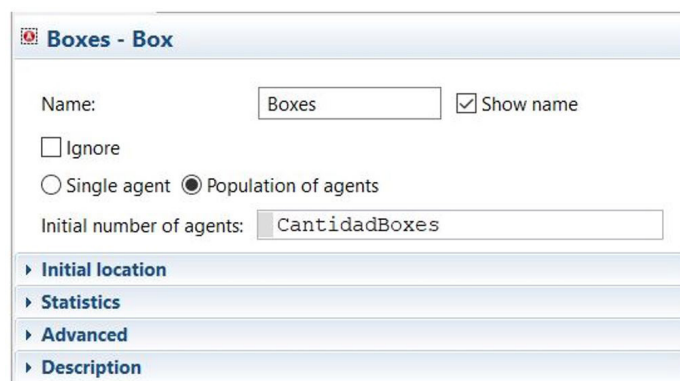 Boxes - Box
Name: Boxes Show name
Ignore
Single agent Population of agents
Initial number of agents: CantidadBoxes
Initial location
Statistics
Advanced
Description